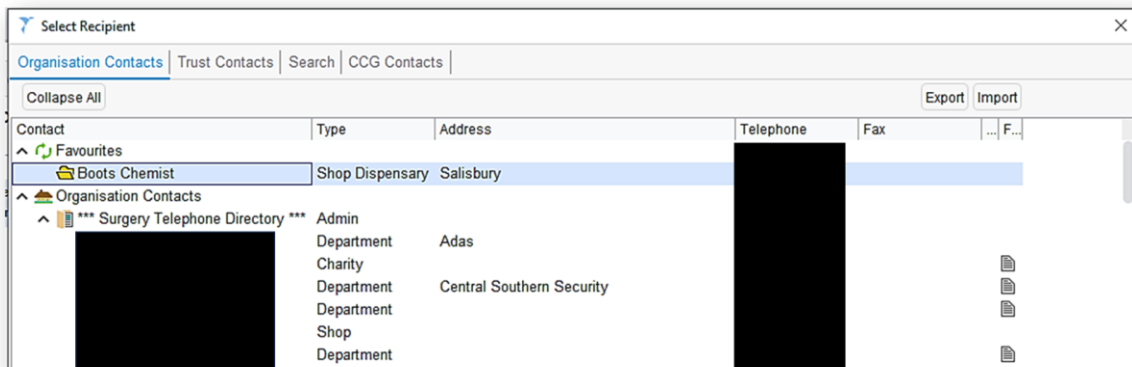 Select Recipient
Organisation Contacts Trust Contacts Search CCG Contacts
Collapse All Export Import
Contact Type Address Telephone Fax ... F...
Favourites
Boots Chemist Shop Dispensary Salisbury
Organisation Contacts
*** Surgery Telephone Directory *** Admin
Department Adas
Charity
Department Central Southern Security
Department
Shop
Department